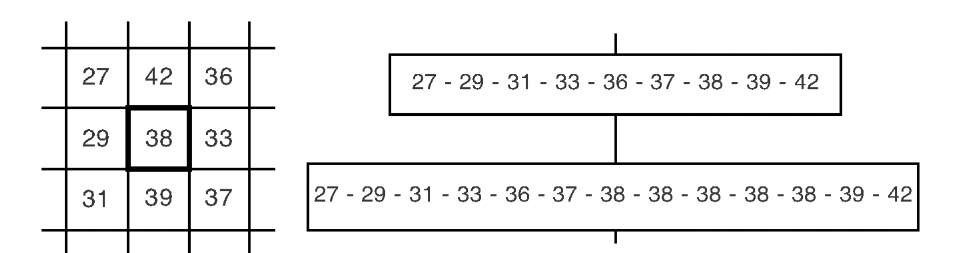 27 42 36
29 38 33
31 39 37
27 - 29 - 31 - 33 - 36 - 37 - 38 - 39 - 42
27 - 29 - 31 - 33 - 36 - 37 - 38 - 38 - 38 - 38 - 38 - 39 - 42